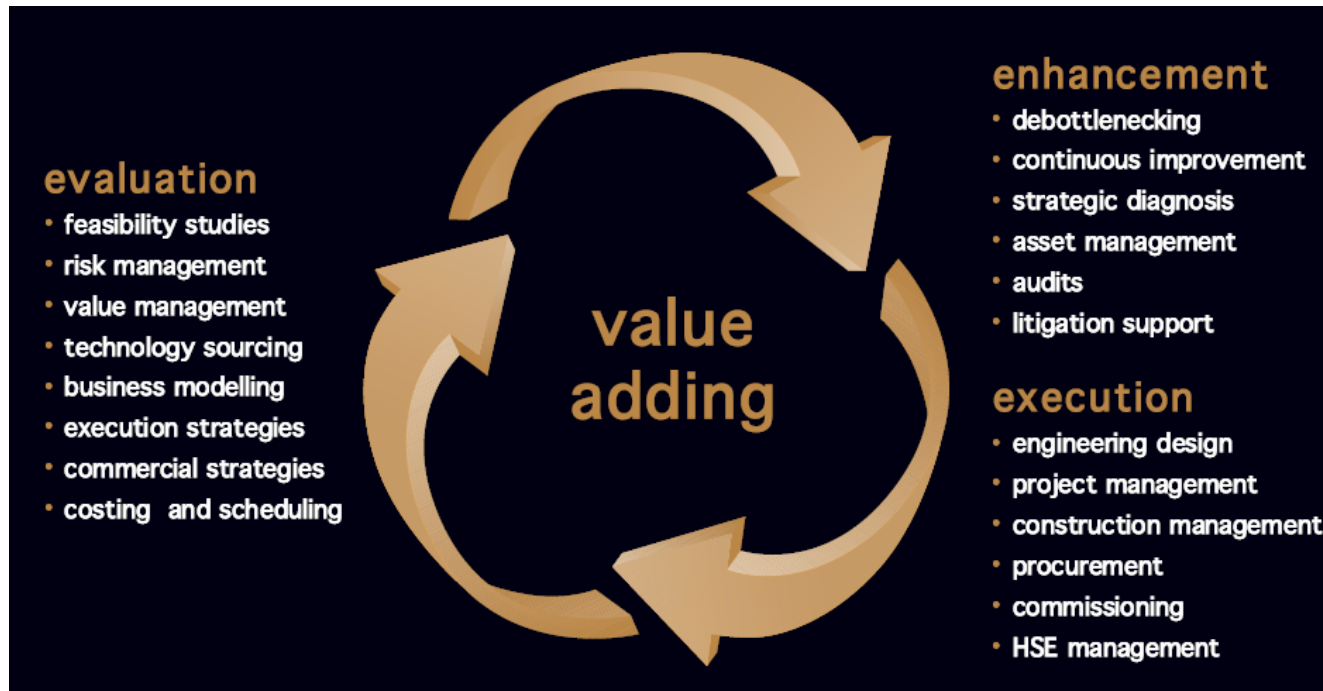 evaluation
• feasibility studies
• risk management
• value management
• technology sourcing
• business modelling
• execution strategies
• commercial strategies
• costing  and scheduling
value
adding
enhancement
• debottlenecking
• continuous improvement
• strategic diagnosis
• asset management
• audits
• litigation support
execution
• engineering design
• project management
• construction management
• procurement
• commissioning
• HSE management